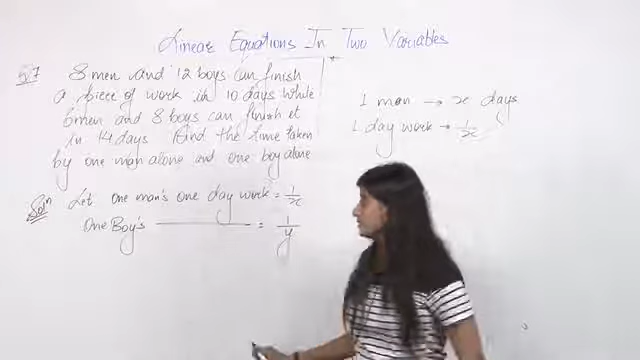 Linear Equations In Two Variables
Q.7 8 men and 12 boys can finish
a piece of work in 10 days while
6 men and 8 boys can finish it
in 14 days. Find the time taken
by one man alone and one boy alone
Soln Let one man's one day work = 1/x
One Boy's ——— = 1/y
1 man → x days
1 day work → 1/x